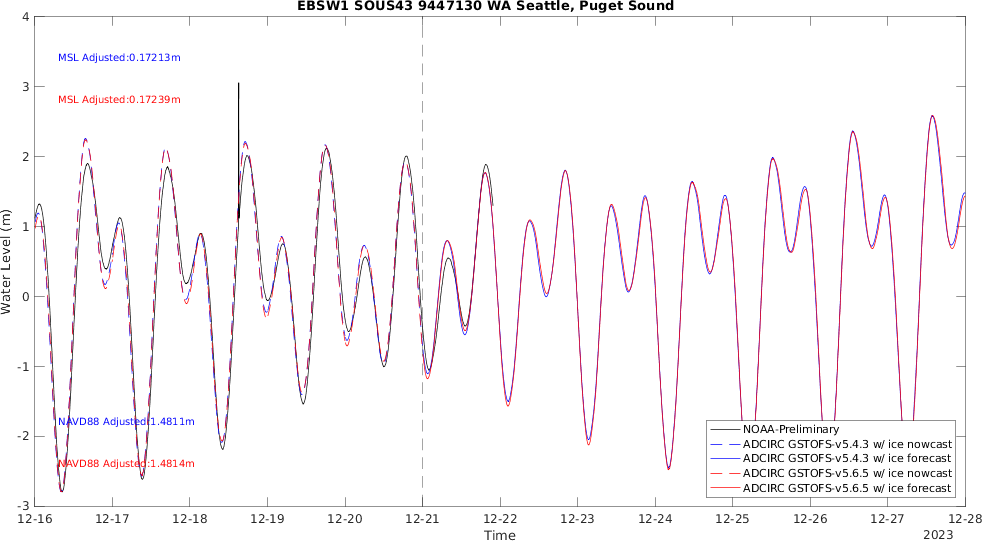 EBSW1 SOUS43 9447130 WA Seattle, Puget Sound
4
MSL Adjusted:0.17213m
3
MSL Adjusted:0.17239m
2
1
Water Level (m)
0
-1
NAVD88 Adjusted:1.4811m
-2
NAVD88 Adjusted:1.4814m
-3
NOAA-Preliminary
ADCIRC GSTOFS-v5.4.3 w/ ice nowcast
ADCIRC GSTOFS-v5.4.3 w/ ice forecast
ADCIRC GSTOFS-v5.6.5 w/ ice nowcast
ADCIRC GSTOFS-v5.6.5 w/ ice forecast
12-16 12-17 12-18 12-19 12-20 12-21 12-22 12-23 12-24 12-25 12-26 12-27 12-28
Time
2023